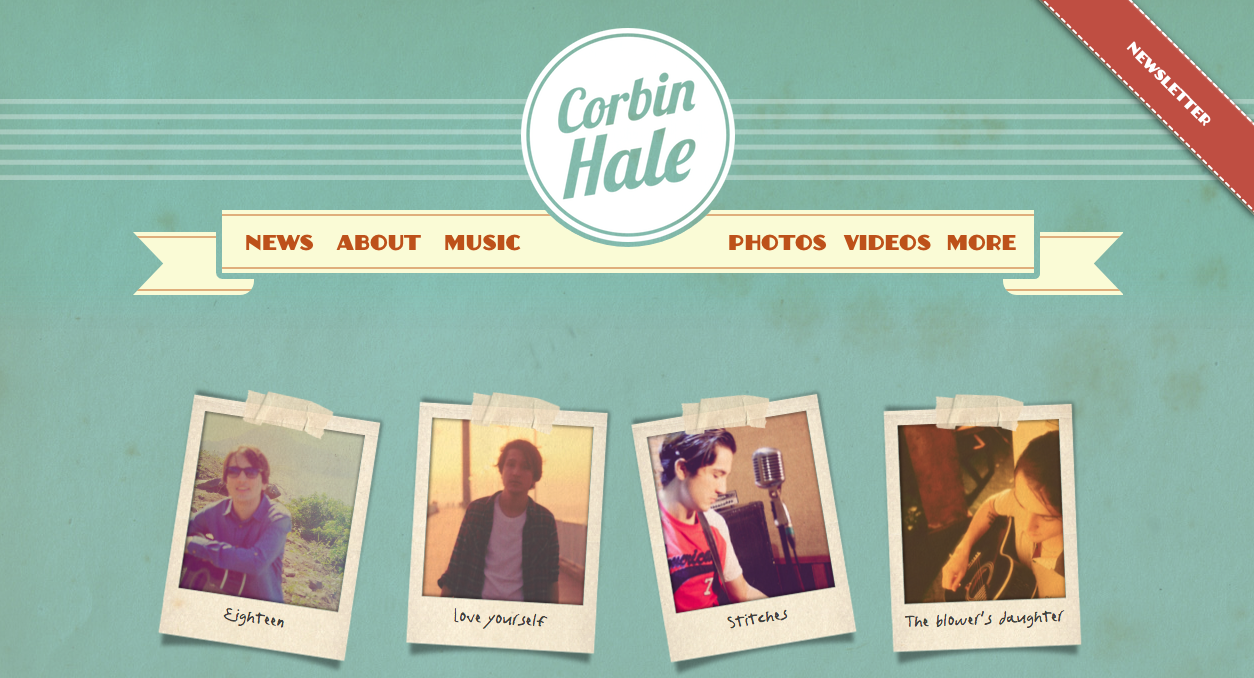 NEWSLETTER
Corbin
Hale
NEWS ABOUT MUSIC PHOTOS VIDEOS MORE
Eighteen
love yourself
Stitches
The blower's daughter